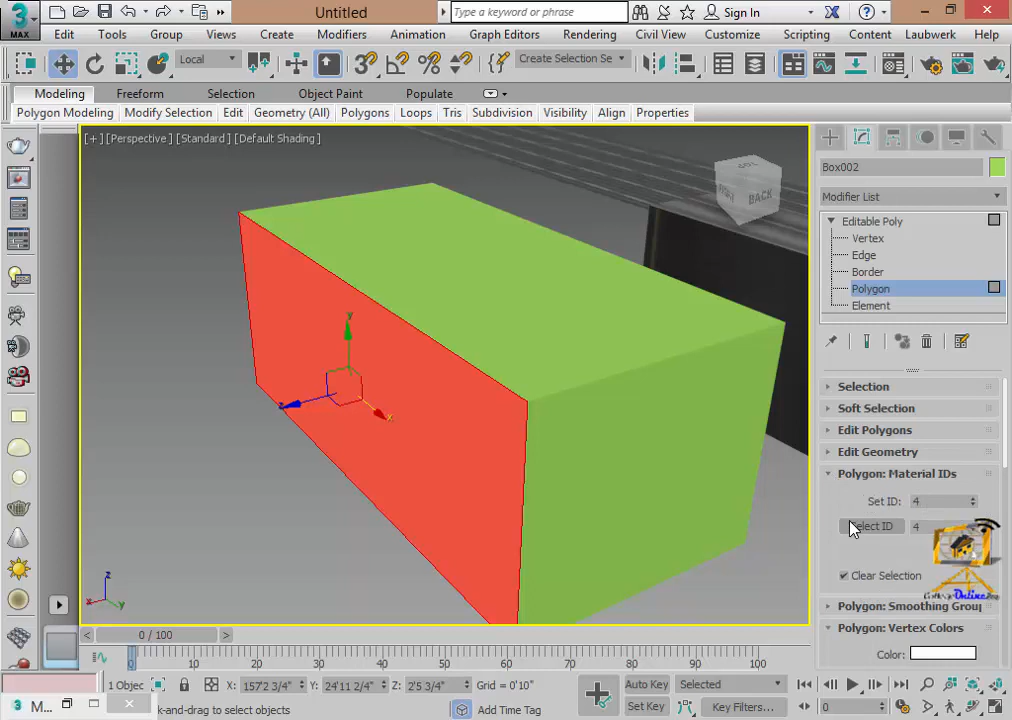 3
MAX
Untitled
Type a keyword or phrase
Sign In
Edit Tools Group Views Create Modifiers Animation Graph Editors Rendering Civil View Customize Scripting Content Laubwerk Help
Local
Create Selection Se
Modeling Freeform Selection Object Paint Populate
Polygon Modeling Modify Selection Edit Geometry (All) Polygons Loops Tris Subdivision Visibility Align Properties
[+] [Perspective] [Standard] [Default Shading]
BACK
Box002
Modifier List
Editable Poly
Vertex
Edge
Border
Polygon
Element
Selection
Soft Selection
Edit Polygons
Edit Geometry
Polygon: Material IDs
Set ID: 4
Select ID 4
Clear Selection
Polygon: Smoothing Group
Polygon: Vertex Colors
Color:
y
x
z
z
x
y
0 / 100
0 10 20 30 40 50 60 70 80 90 100
1 Objec
X: 157'2 3/4" Y: 24'11 2/4" Z: 2'5 3/4" Grid = 0'10"
Auto Key Selected
Set Key Key Filters...
0
M...
k-and-drag to select objects
Add Time Tag
Online